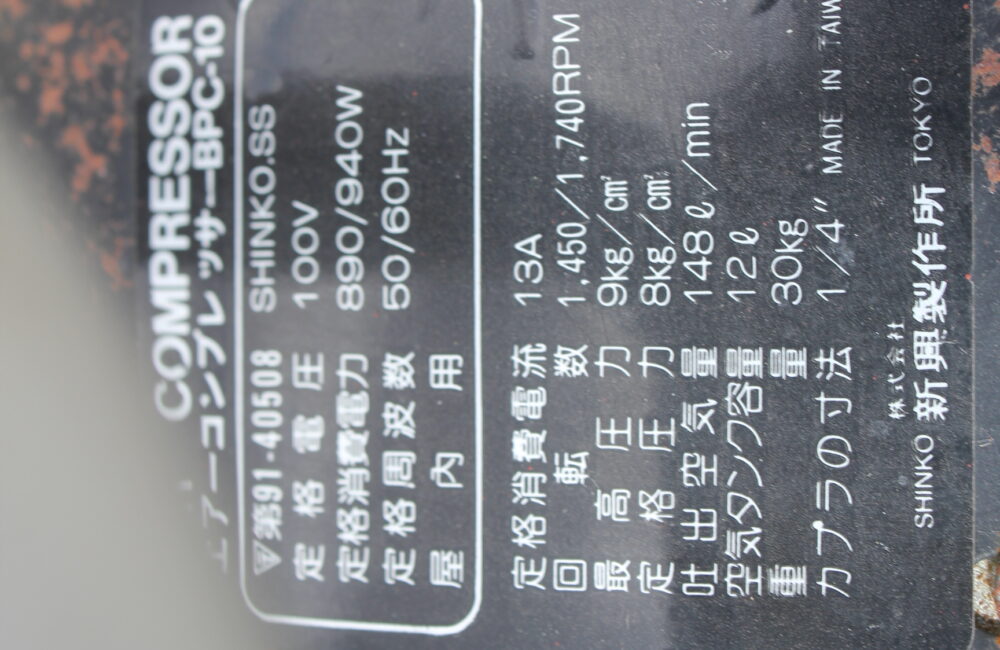 COMPRESSOR
エアーコンプレッサーBPC-10
第91-40508 SHINKO.SS
定格電圧 100V
定格消費電力 890/940W
定格周波数 50/60Hz
屋内用
定格消費電流 13A
回転数 1,450/1,740RPM
最高圧力 9kg/c㎡
定格圧力 8kg/c㎡
吐出空気量 148ℓ/min
空気タンク容量 12ℓ
重量 30kg
カプラの寸法 1/4" MADE IN TAIW
株式会社
SHINKO 新興製作所 TOKYO